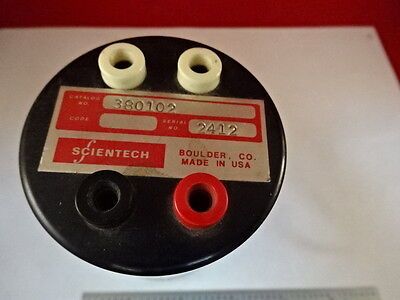 CATALOG NO. 380102
CODE SERIAL NO. 2412
SCIENTECH BOULDER, CO.
MADE IN USA